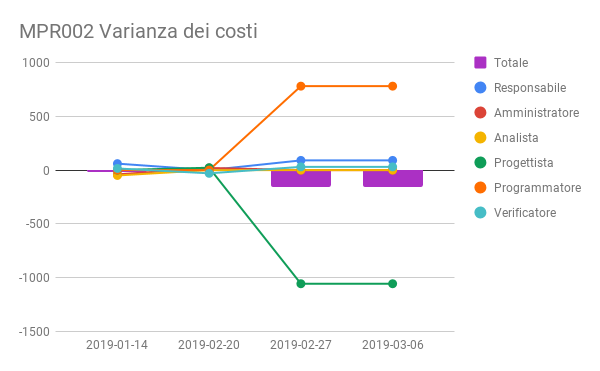 MPR002 Varianza dei costi
1000
500
0
-500
-1000
-1500
2019-01-14
2019-02-20
2019-02-27
2019-03-06
Totale
Responsabile
Amministratore
Analista
Progettista
Programmatore
Verificatore